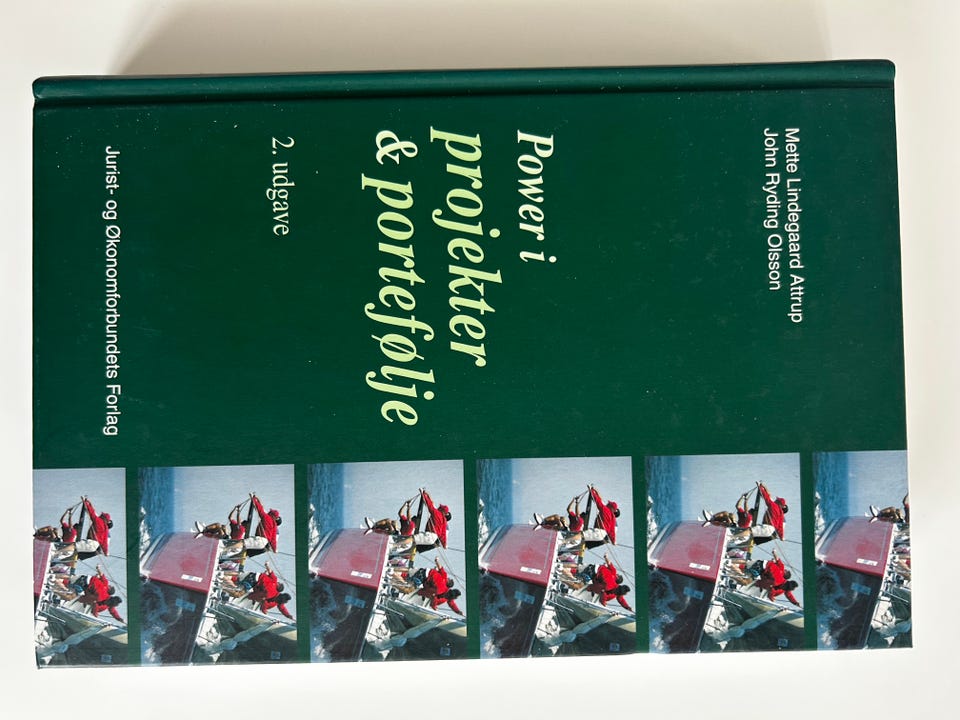 Mette Lindegaard Attrup
John Ryding Olsson
Power i
projekter
& portefølje
2. udgave
Jurist- og Økonomforbundets Forlag